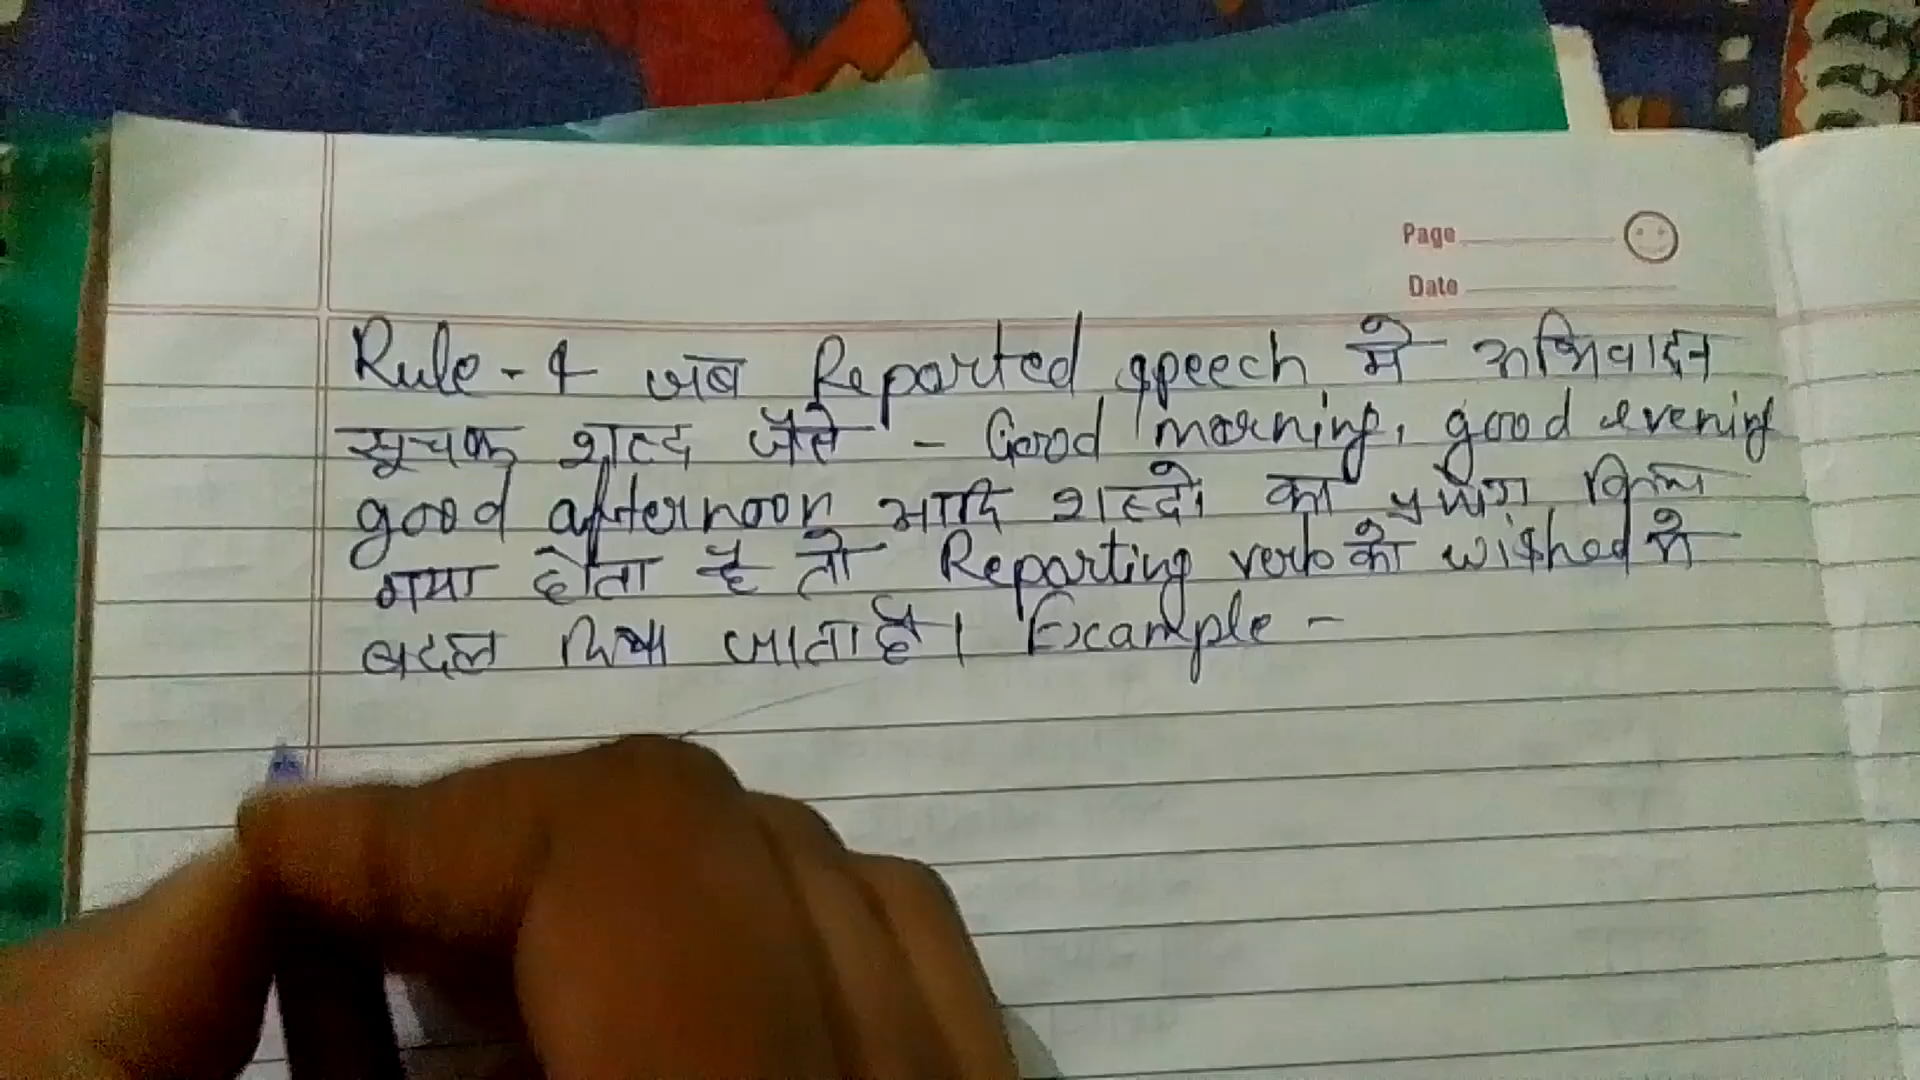 Page
Date
Rule-4 जब Reported speech मे अभिवादन
सूचक शब्द जैसे - Good morning, good evening
good afternoon आदि शब्दो का प्रयोग किया
गया होता है तो Reporting verb को wished मे
बदल दिया जाता है। Example -